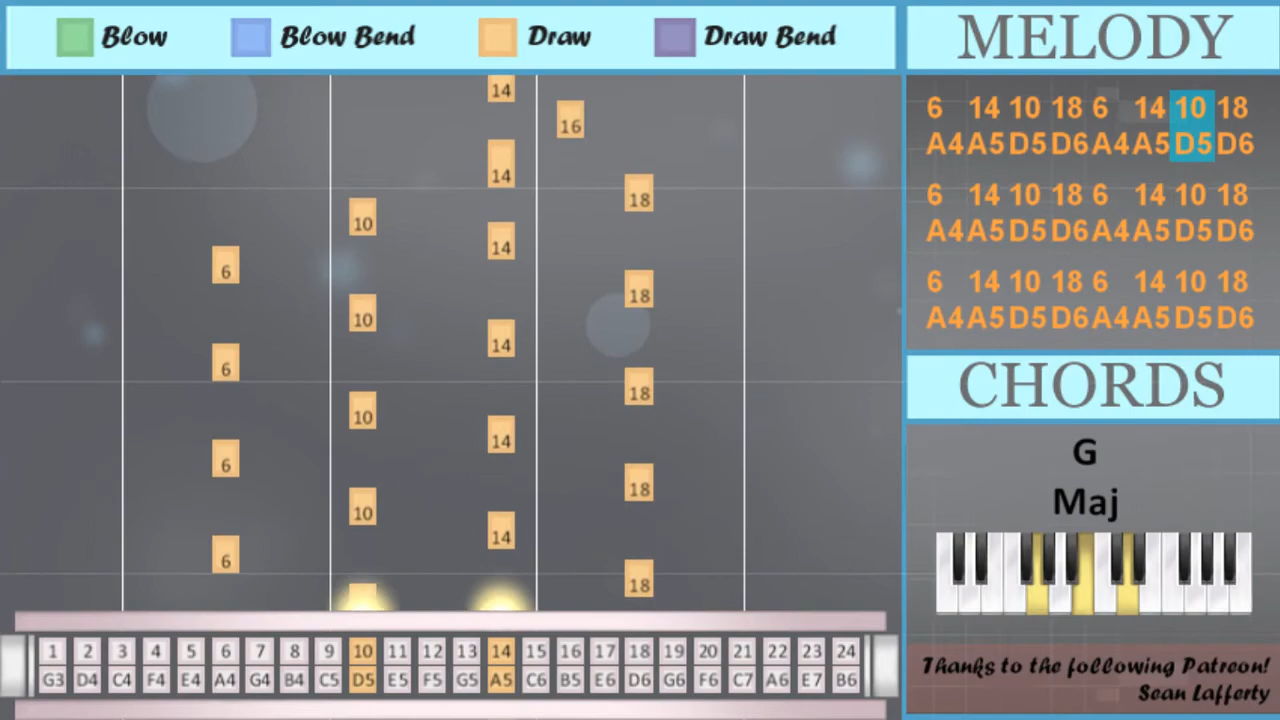 Blow Blow Bend Draw Draw Bend
MELODY
6 14 10 18 6 14 10 18
A4 A5 D5 D6 A4 A5 D5 D6
6 14 10 18 6 14 10 18
A4 A5 D5 D6 A4 A5 D5 D6
6 14 10 18 6 14 10 18
A4 A5 D5 D6 A4 A5 D5 D6
CHORDS
G
Maj
Thanks to the following Patreon!
Sean Lafferty
14
16
14
18
10
14
6
18
10
14
6
18
10
14
6
18
10
14
6
18
1 2 3 4 5 6 7 8 9 10 11 12 13 14 15 16 17 18 19 20 21 22 23 24
G3 D4 C4 F4 E4 A4 G4 B4 C5 D5 E5 F5 G5 A5 C6 B5 E6 D6 G6 F6 C7 A6 E7 B6